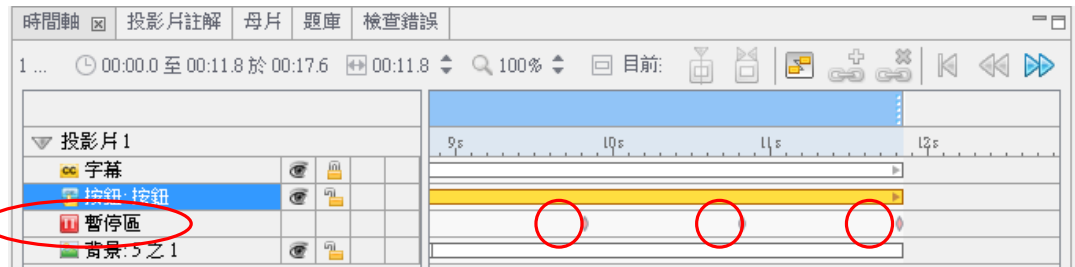 時間軸 投影片註解 母片 題庫 檢查錯誤
1 ... 00:00.0 至 00:11.8 於 00:17.6 00:11.8 100% 目前:
投影片 1 9s 10s 11s 12s
cc 字幕
按鈕: 按鈕
暫停區
背景: 5 之 1